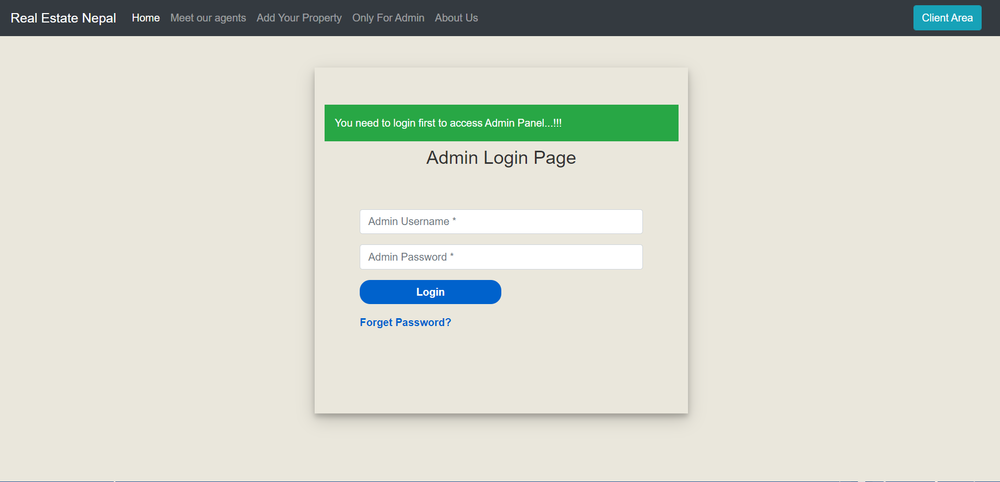 Real Estate Nepal Home Meet our agents Add Your Property Only For Admin About Us Client Area
You need to login first to access Admin Panel...!!!
Admin Login Page
Admin Username *
Admin Password *
Login
Forget Password?